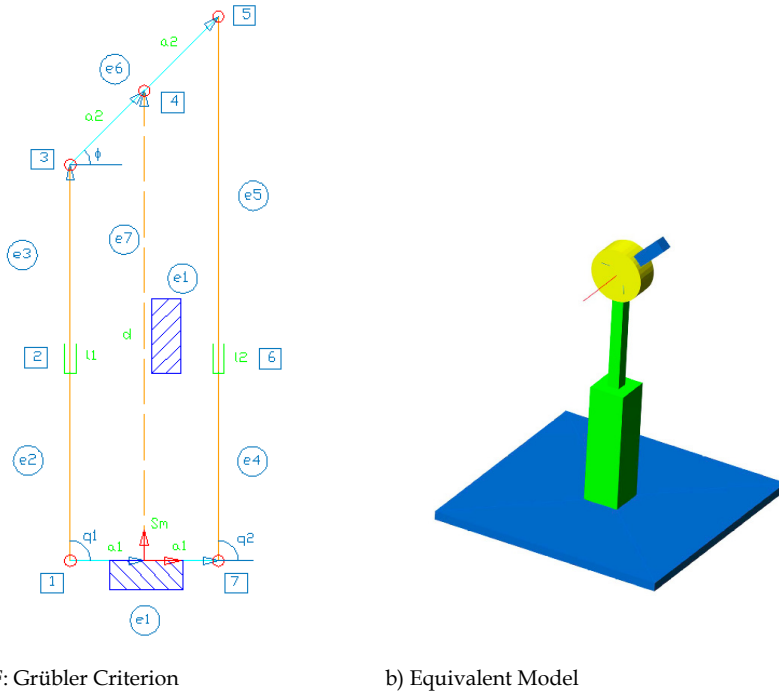 5
a2
e6
4
a2
3
ϕ
e5
e3
e7
e1
d
2
l1
l2
6
e2
e4
Sm
q1
a1
a1
q2
1
7
e1
: Grübler Criterion
b) Equivalent Model